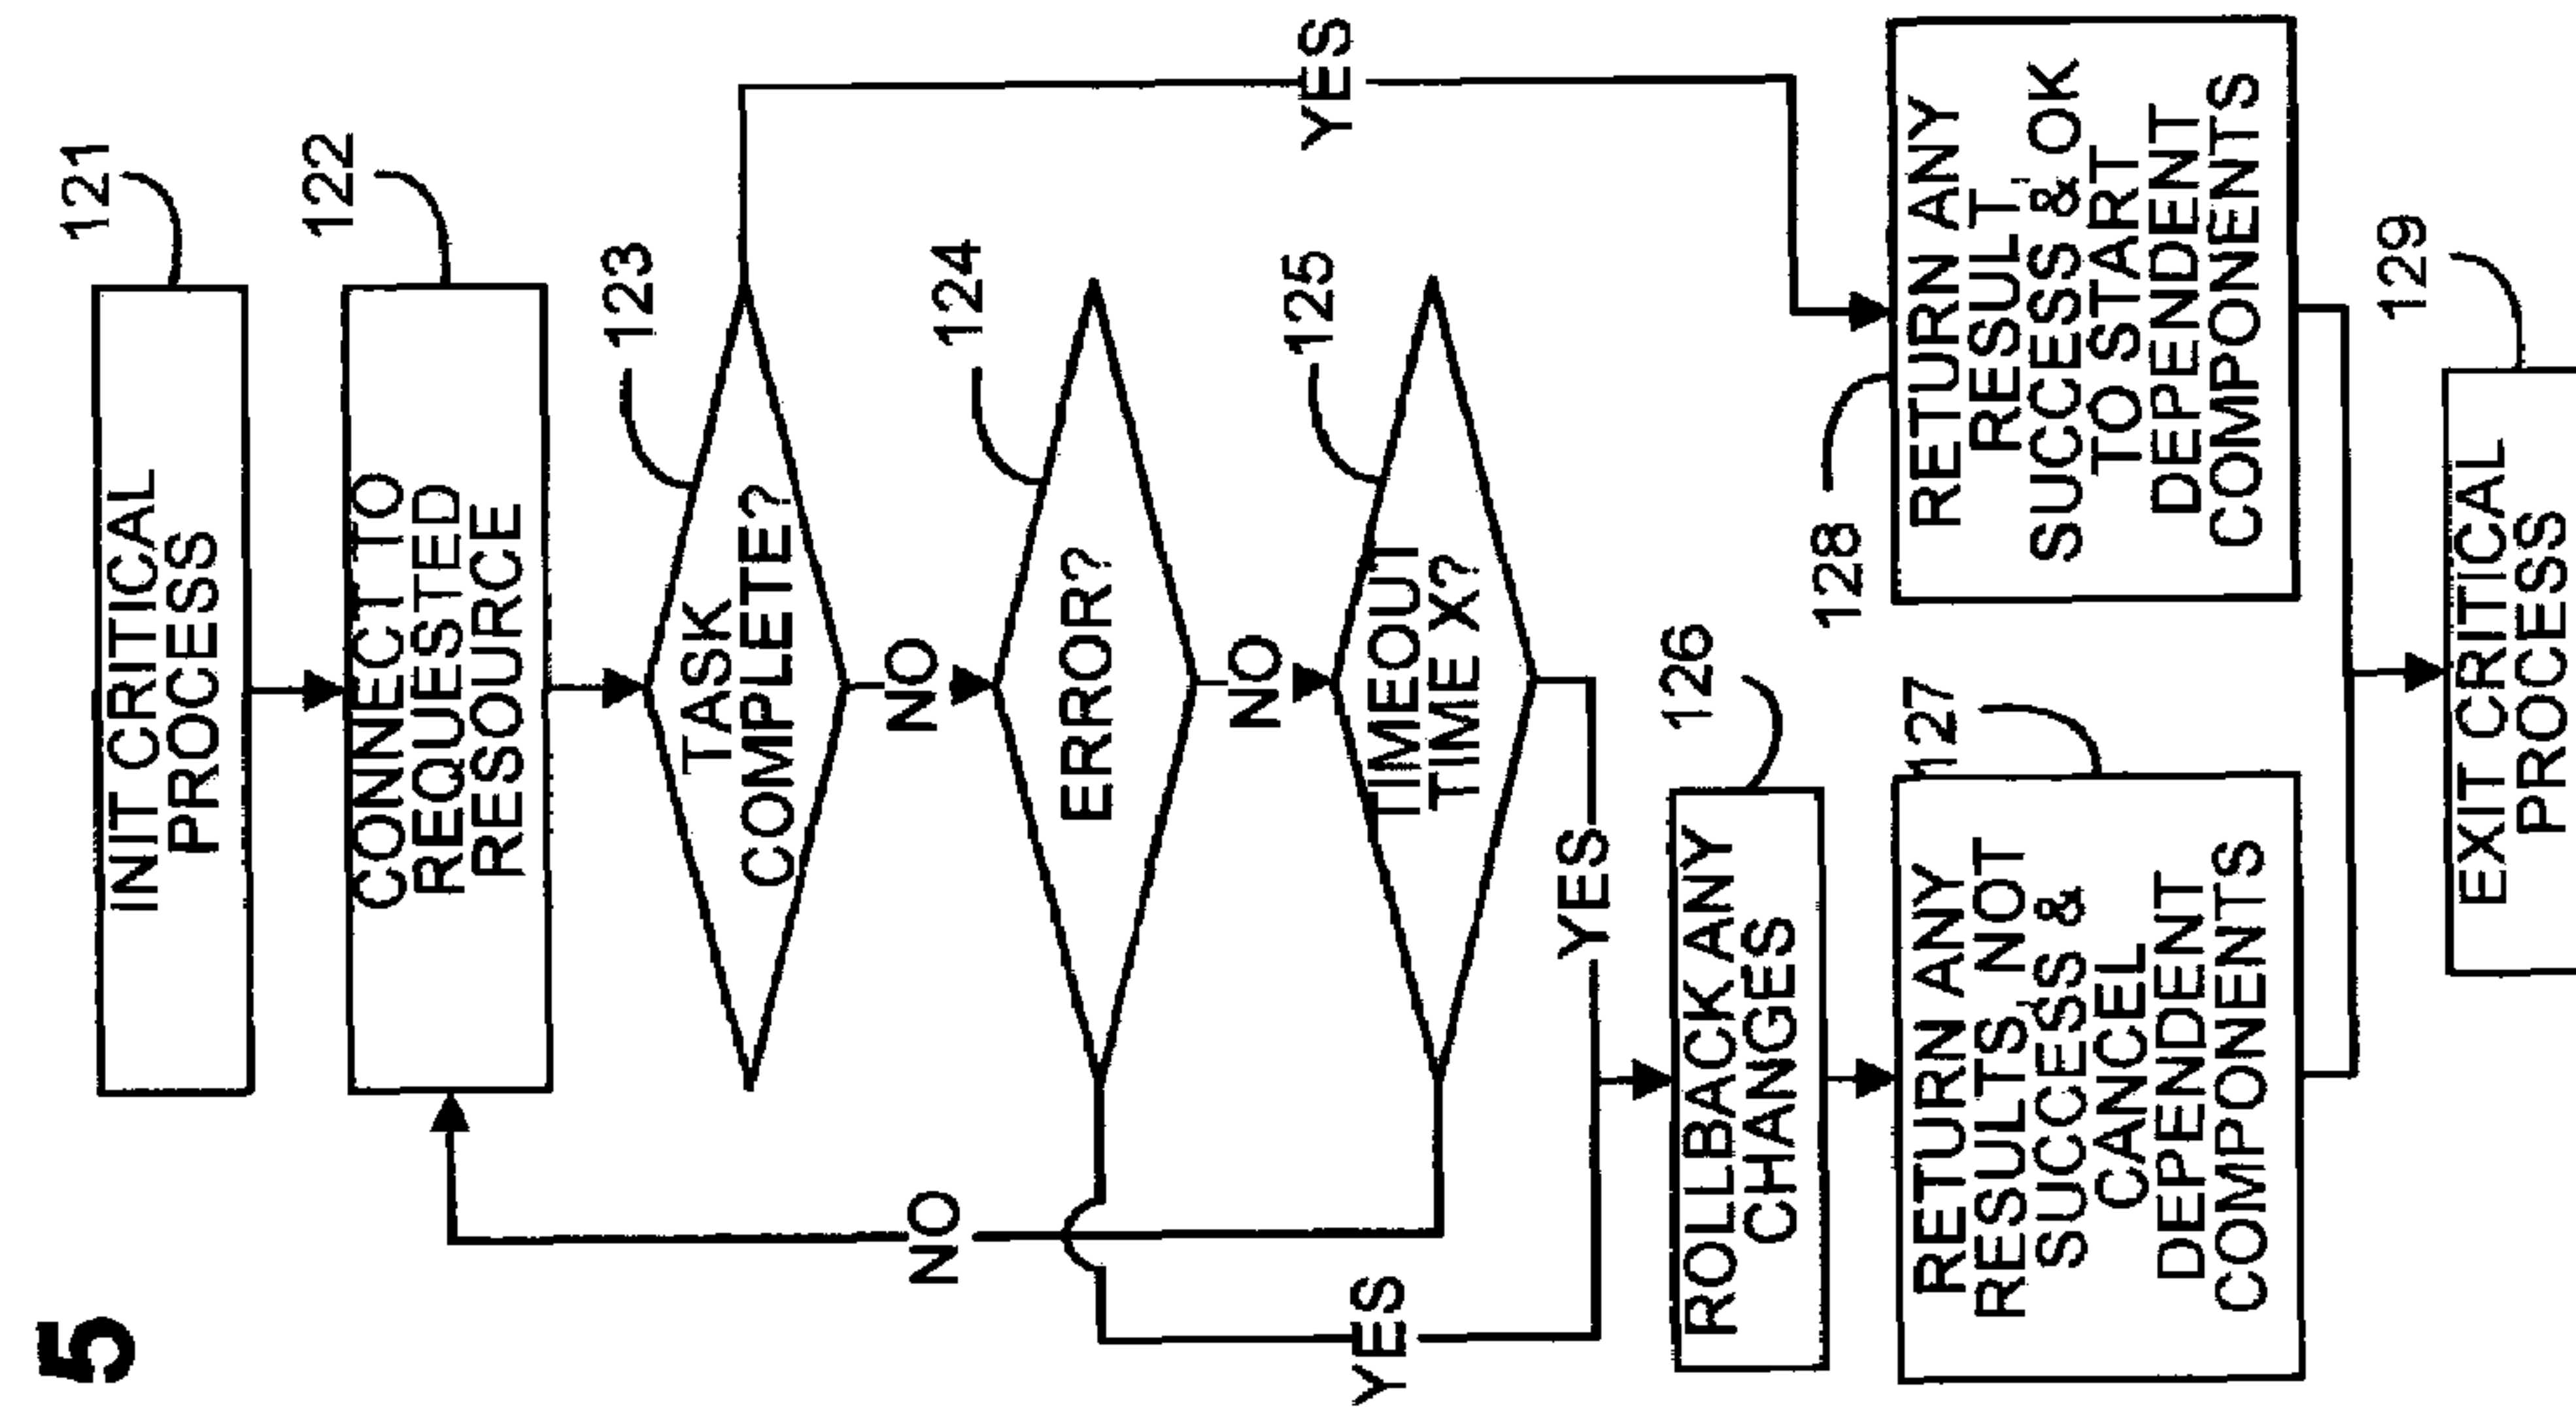 5
121
INIT CRITICAL
PROCESS
122
CONNECT TO
REQUESTED
RESOURCE
123
TASK
COMPLETE?
YES
NO
124
ERROR?
NO
125
TIMEOUT
TIME X?
NO
YES
YES
126
ROLLBACK ANY
CHANGES
127
RETURN ANY
RESULTS, NOT
SUCCESS &
CANCEL
DEPENDENT
COMPONENTS
128
RETURN ANY
RESULT
SUCCESS & OK
TO START
DEPENDENT
COMPONENTS
129
EXIT CRITICAL
PROCESS